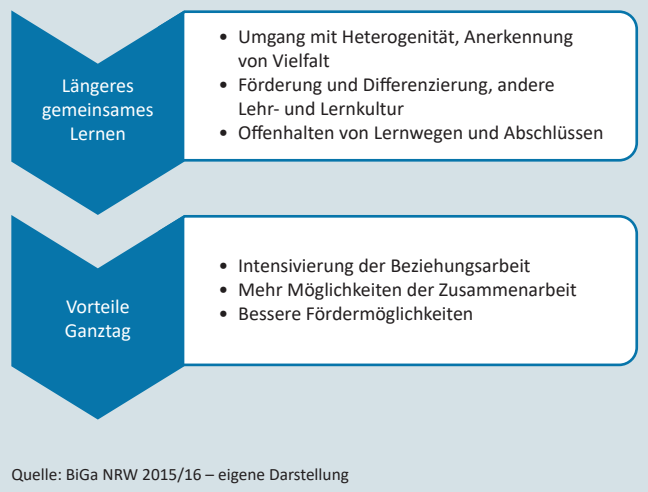 Längeres
gemeinsames
Lernen
• Umgang mit Heterogenität, Anerkennung
von Vielfalt
• Förderung und Differenzierung, andere
Lehr- und Lernkultur
• Offenhalten von Lernwegen und Abschlüssen
Vorteile
Ganztag
• Intensivierung der Beziehungsarbeit
• Mehr Möglichkeiten der Zusammenarbeit
• Bessere Fördermöglichkeiten
Quelle: BiGa NRW 2015/16 – eigene Darstellung